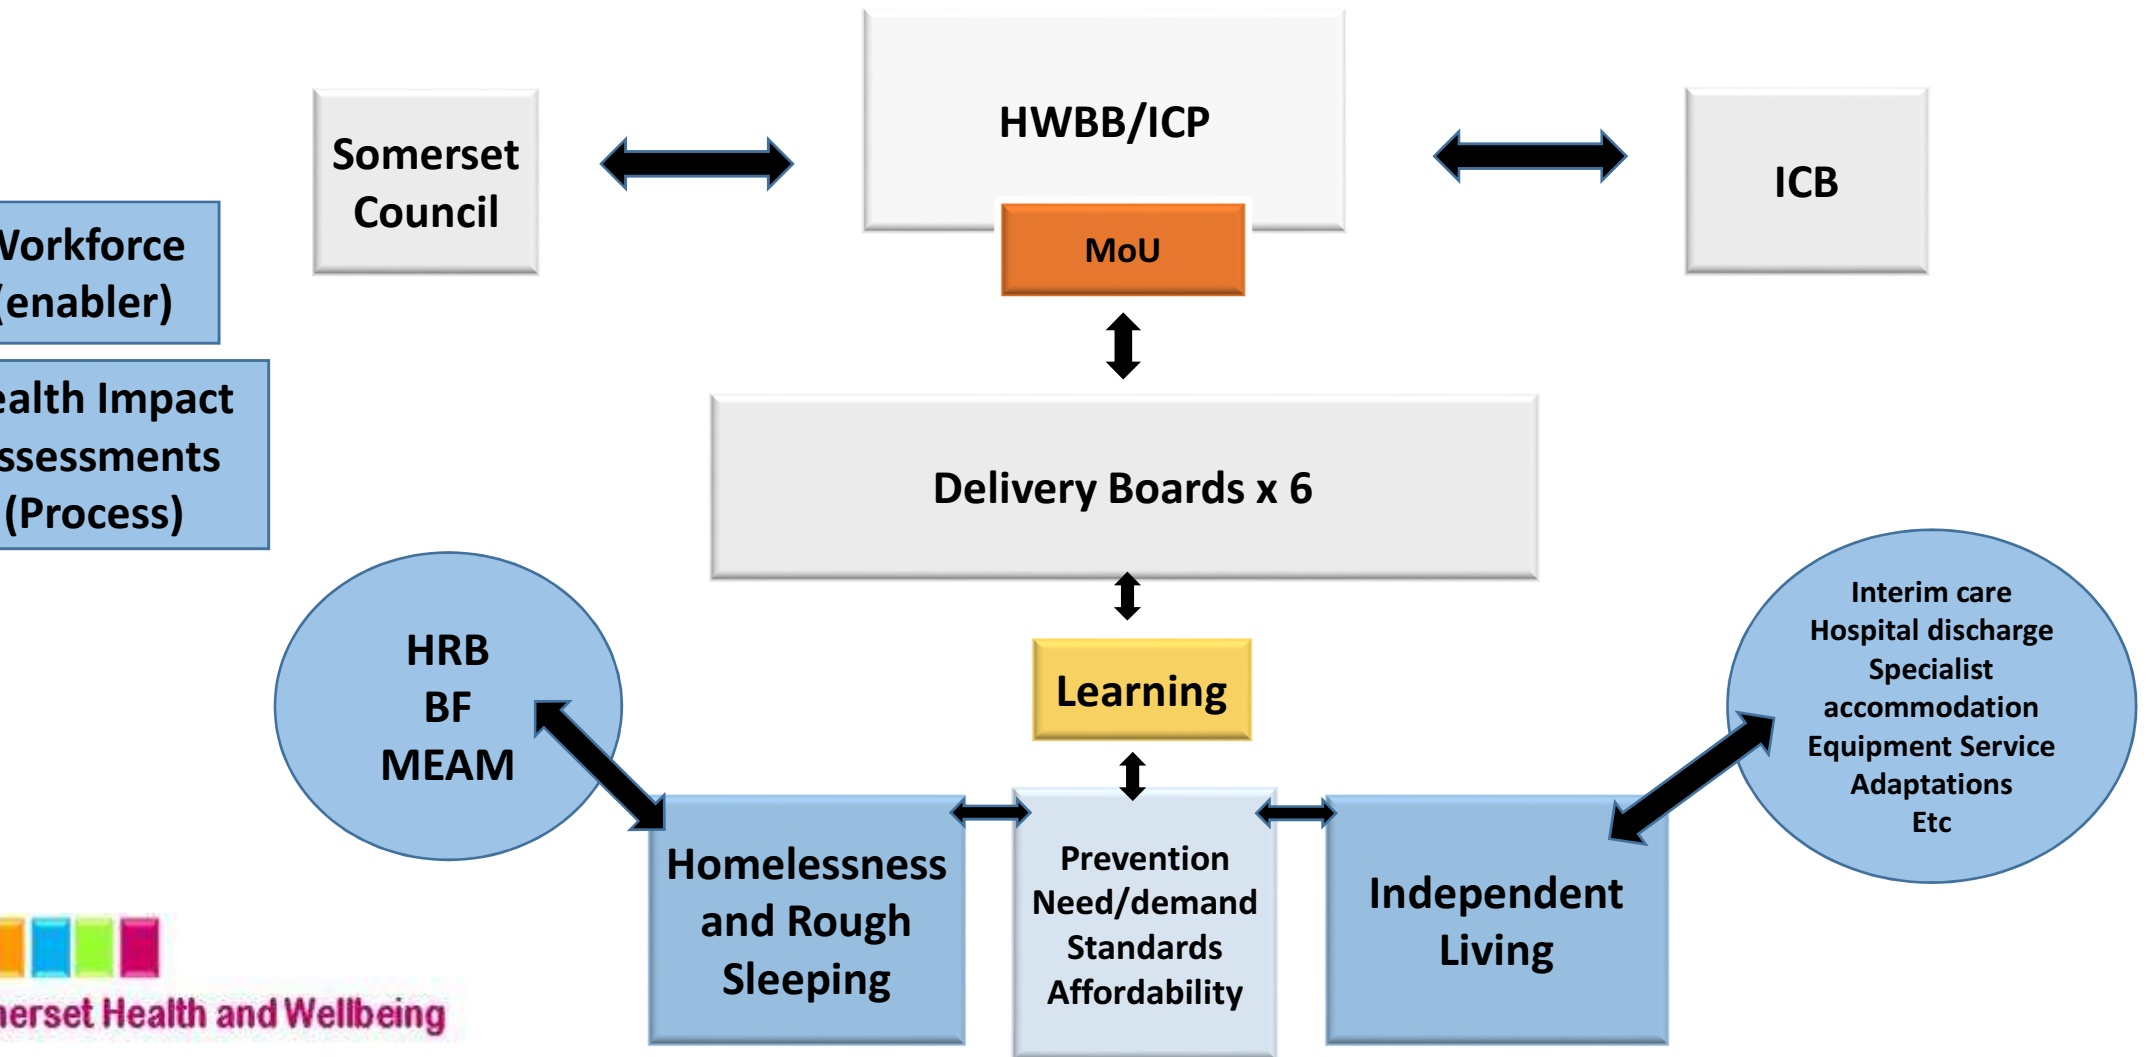 HWBB/ICP
Somerset
Council
ICB
MoU
Workforce
(enabler)
ealth Impact
ssessments
(Process)
Delivery Boards x 6
HRB
BF
MEAM
Learning
Interim care
Hospital discharge
Specialist
accommodation
Equipment Service
Adaptations
Etc
Homelessness
and Rough
Sleeping
Prevention
Need/demand
Standards
Affordability
Independent
Living
merset Health and Wellbeing